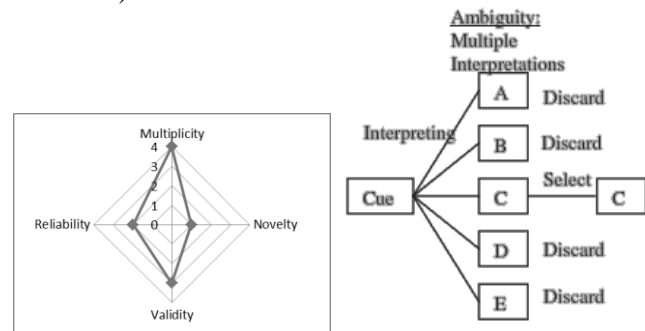 )
Multiplicity
4
3
2
1
0
Reliability
Novelty
Validity
Ambiguity:
Multiple
Interpretations
Interpreting
A Discard
B Discard
Select
Cue C C
D Discard
E Discard